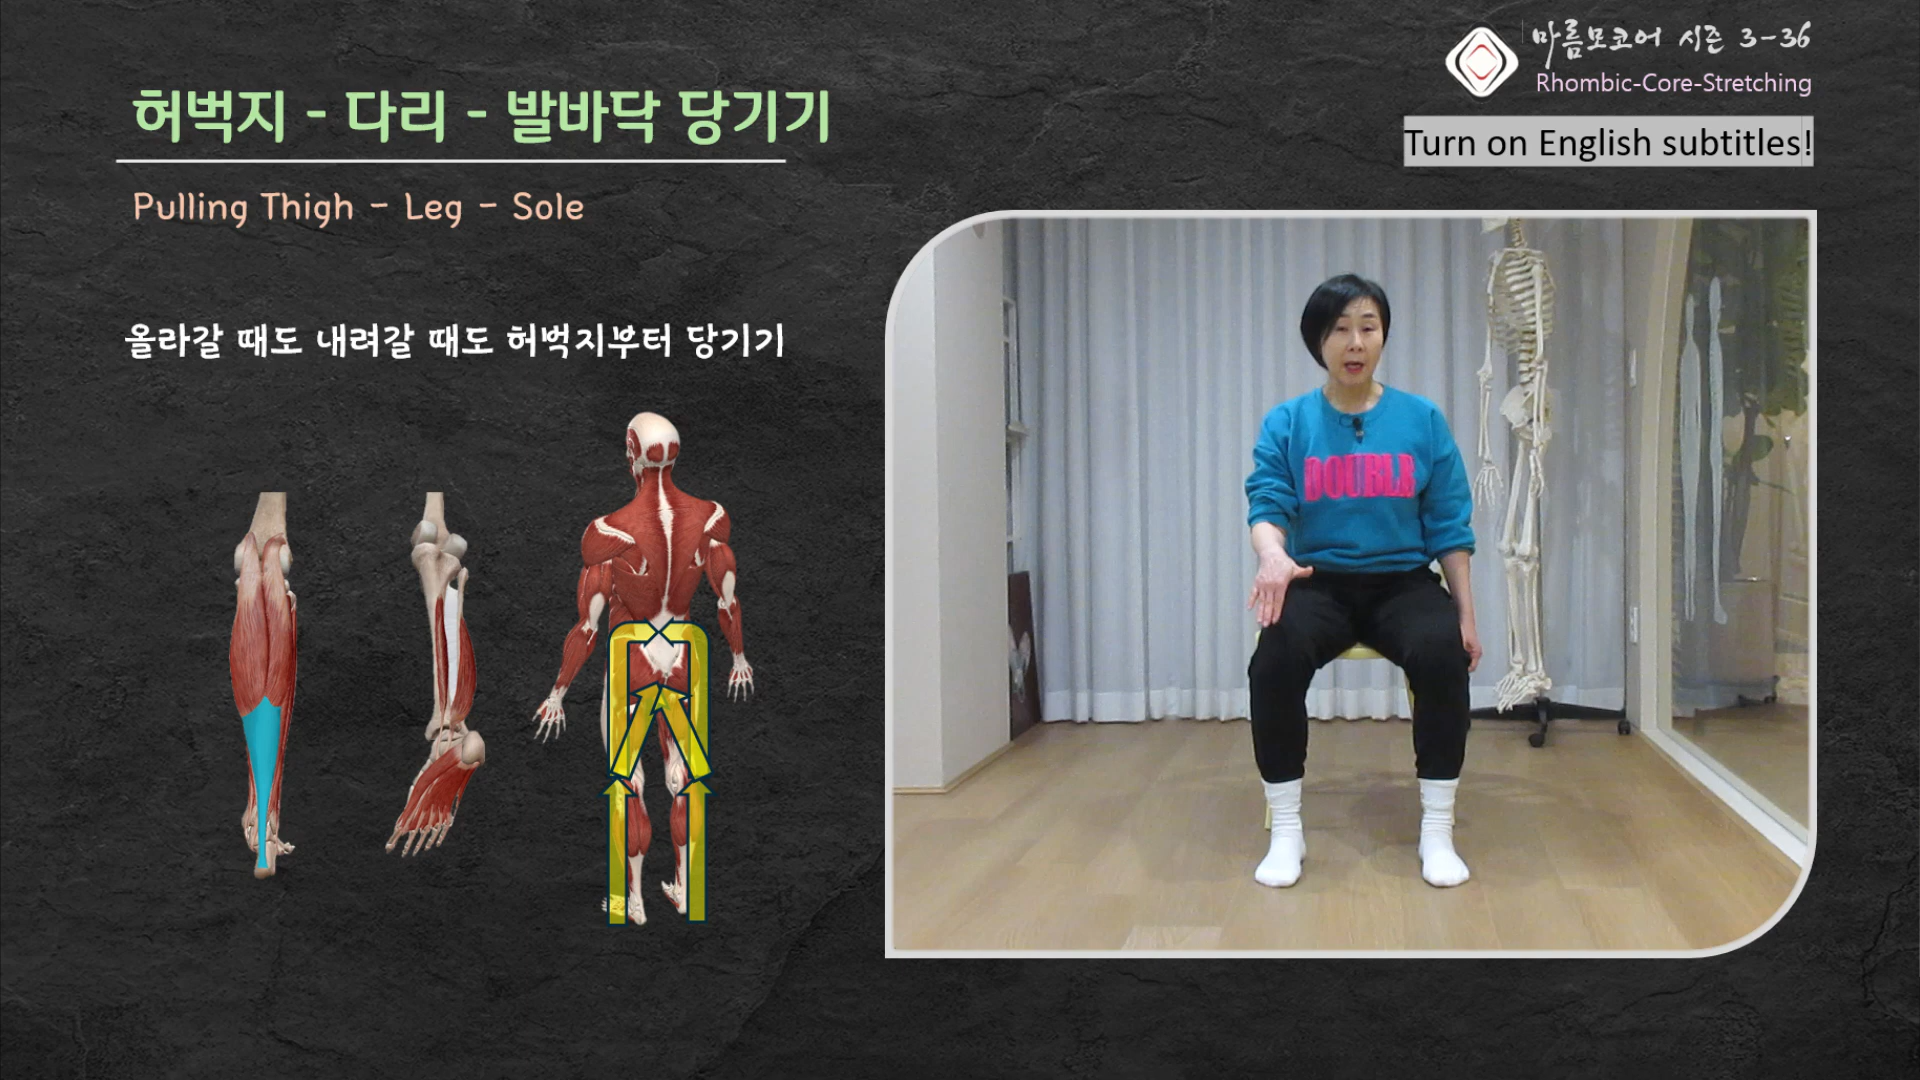 마름모코어 시즌 3-36
Rhombic-Core-Stretching
Turn on English subtitles!
허벅지 - 다리 - 발바닥 당기기
Pulling Thigh - Leg - Sole
올라갈 때도 내려갈 때도 허벅지부터 당기기
DOUBLE